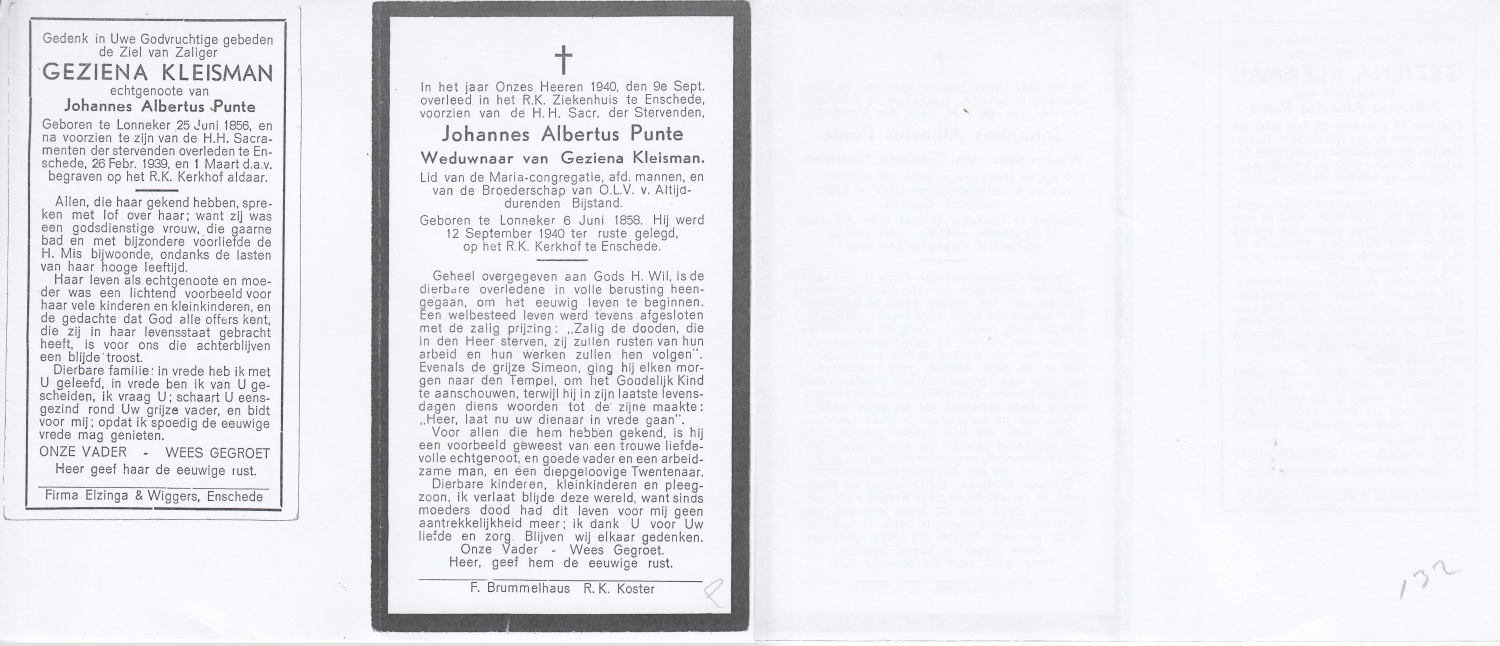 Gedenk in Uwe Godvruchtige gebeden
de Ziel van Zaliger
GEZIENA KLEISMAN
echtgenoote van
Johannes Albertus Punte
Geboren te Lonneker 25 Juni 1856, en
na voorzien te zijn van de H.H. Sacra-
menten der stervenden overleden te En-
schede, 26 Febr. 1939, en 1 Maart d.a.v.
begraven op het R.K. Kerkhof aldaar.
Allen, die haar gekend hebben, spre-
ken met lof over haar; want zij was
een godsdienstige vrouw, die gaarne
bad en met bijzondere voorliefde de
H. Mis bijwoonde, ondanks de lasten
van haar hooge leeftijd.
Haar leven als echtgenoote en moe-
der was een lichtend voorbeeld voor
haar vele kinderen en kleinkinderen, en
de gedachte dat God alle offers kent,
die zij in haar levensstaat gebracht
heeft, is voor ons die achterblijven
een blijde troost.
Dierbare familie: in vrede heb ik met
U geleefd, in vrede ben ik van U ge-
scheiden, ik vraag U; schaart U eens-
gezind rond Uw grijze vader, en bidt
voor mij; opdat ik spoedig de eeuwige
vrede mag genieten.
ONZE VADER - WEES GEGROET
Heer geef haar de eeuwige rust.
Firma Elzinga & Wiggers, Enschede
In het jaar Onzes Heeren 1940, den 9e Sept.
overleed in het R.K. Ziekenhuis te Enschede,
voorzien van de H.H. Sacr. der Stervenden,
Johannes Albertus Punte
Weduwnaar van Geziena Kleisman.
Lid van de Maria-congregatie, afd. mannen, en
van de Broederschap van O.L.V. v. Altijd-
durenden Bijstand.
Geboren te Lonneker 6 Juni 1858. Hij werd
12 September 1940 ter ruste gelegd,
op het R.K. Kerkhof te Enschede.
Geheel overgegeven aan Gods H. Wil, is de
dierbare overledene in volle berusting heen-
gegaan, om het eeuwig leven te beginnen.
Een welbesteed leven werd tevens afgesloten
met de zalig prijzing: „Zalig de dooden, die
in den Heer sterven, zij zullen rusten van hun
arbeid en hun werken zullen hen volgen".
Evenals de grijze Simeon, ging hij elken mor-
gen naar den Tempel, om het Goddelijk Kind
te aanschouwen, terwijl hij in zijn laatste levens-
dagen diens woorden tot de zijne maakte:
„Heer, laat nu uw dienaar in vrede gaan".
Voor allen die hem hebben gekend, is hij
een voorbeeld geweest van een trouwe liefde-
volle echtgenoot, en goede vader en een arbeid-
zame man, en een diepgeloovige Twentenaar.
Dierbare kinderen, kleinkinderen en pleeg-
zoon, ik verlaat blijde deze wereld, want sinds
moeders dood had dit leven voor mij geen
aantrekkelijkheid meer; ik dank U voor Uw
liefde en zorg. Blijven wij elkaar gedenken.
Onze Vader - Wees Gegroet.
Heer, geef hem de eeuwige rust.
F. Brummelhaus R.K. Koster
P
132